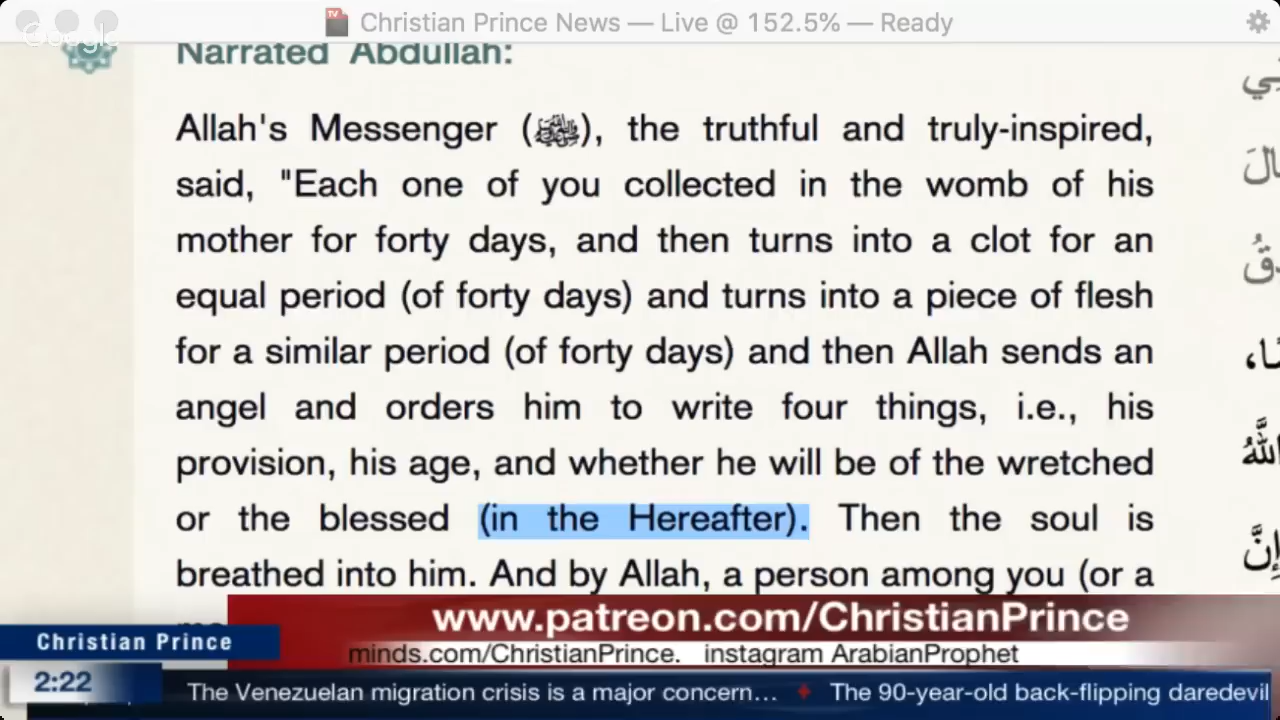 Christian Prince News — Live @ 152.5% — Ready
Google
Narrated Abdullah:
Allah's Messenger (ﷺ), the truthful and truly-inspired,
said, "Each one of you collected in the womb of his
mother for forty days, and then turns into a clot for an
equal period (of forty days) and turns into a piece of flesh
for a similar period (of forty days) and then Allah sends an
angel and orders him to write four things, i.e., his
provision, his age, and whether he will be of the wretched
or the blessed (in the Hereafter). Then the soul is
breathed into him. And by Allah, a person among you (or a
www.patreon.com/ChristianPrince
Christian Prince
minds.com/ChristianPrince. instagram ArabianProphet
2:22
The Venezuelan migration crisis is a major concern... ♦ The 90-year-old back-flipping daredevil